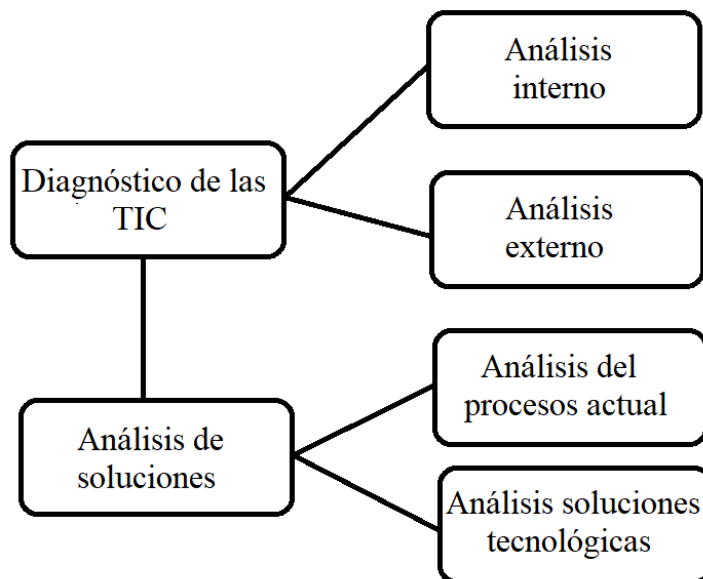 Análisis
interno
Diagnóstico de las
TIC
Análisis
externo
Análisis del
procesos actual
Análisis de
soluciones
Análisis soluciones
tecnológicas